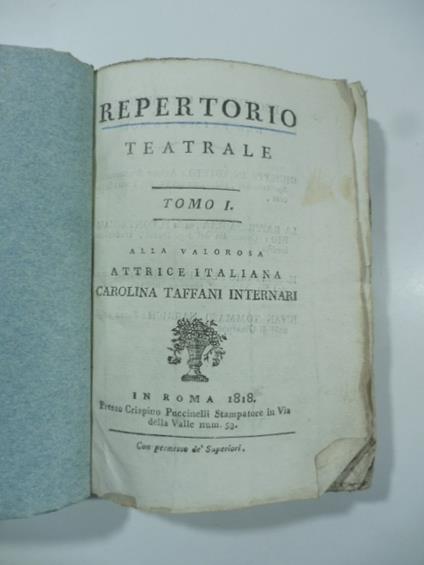 REPERTORIO
TEATRALE
TOMO I.
ALLA VALOROSA
ATTRICE ITALIANA
CAROLINA TAFFANI INTERNARI
IN ROMA 1818.
Presso Crispino Puccinelli Stampatore in Via
della Valle num. 53.
Con permesso de' Superiori.